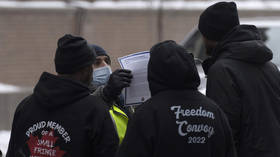 PROUD MEMBER
OF A
SMALL
FRINGE
Freedom
Convoy
2022